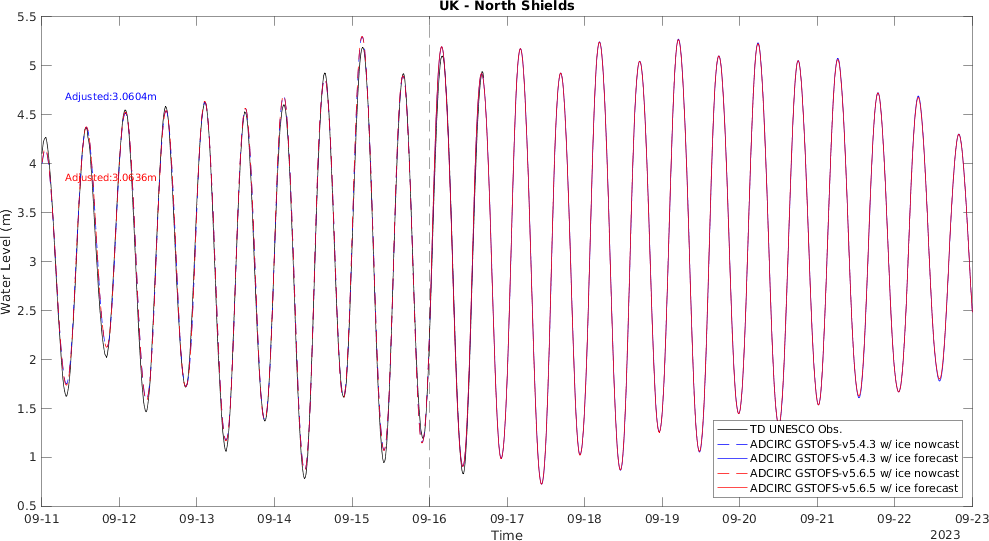 UK - North Shields
5.5
5
4.5
4
3.5
3
2.5
2
1.5
1
0.5
Water Level (m)
Adjusted:3.0604m
Adjusted:3.0636m
TD UNESCO Obs.
ADCIRC GSTOFS-v5.4.3 w/ ice nowcast
ADCIRC GSTOFS-v5.4.3 w/ ice forecast
ADCIRC GSTOFS-v5.6.5 w/ ice nowcast
ADCIRC GSTOFS-v5.6.5 w/ ice forecast
09-11 09-12 09-13 09-14 09-15 09-16 09-17 09-18 09-19 09-20 09-21 09-22 09-23
Time
2023